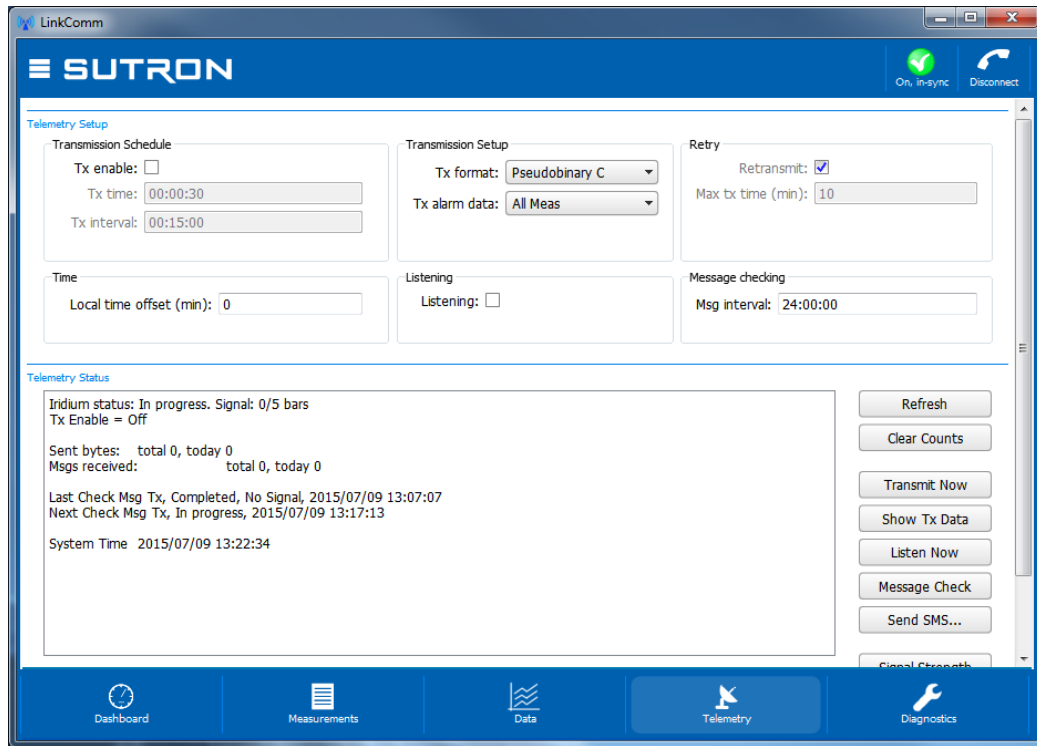 LinkComm
SUTRON
On, in-sync
Disconnect
Telemetry Setup
Transmission Schedule
Tx enable:
Tx time: 00:00:30
Tx interval: 00:15:00
Transmission Setup
Tx format: Pseudobinary C
Tx alarm data: All Meas
Retry
Retransmit:
Max tx time (min): 10
Time
Local time offset (min): 0
Listening
Listening:
Message checking
Msg interval: 24:00:00
Telemetry Status
Iridium status: In progress. Signal: 0/5 bars
Tx Enable = Off
Sent bytes: total 0, today 0
Msgs received: total 0, today 0
Last Check Msg Tx, Completed, No Signal, 2015/07/09 13:07:07
Next Check Msg Tx, In progress, 2015/07/09 13:17:13
System Time 2015/07/09 13:22:34
Refresh
Clear Counts
Transmit Now
Show Tx Data
Listen Now
Message Check
Send SMS...
Signal Strength
Dashboard
Measurements
Data
Telemetry
Diagnostics